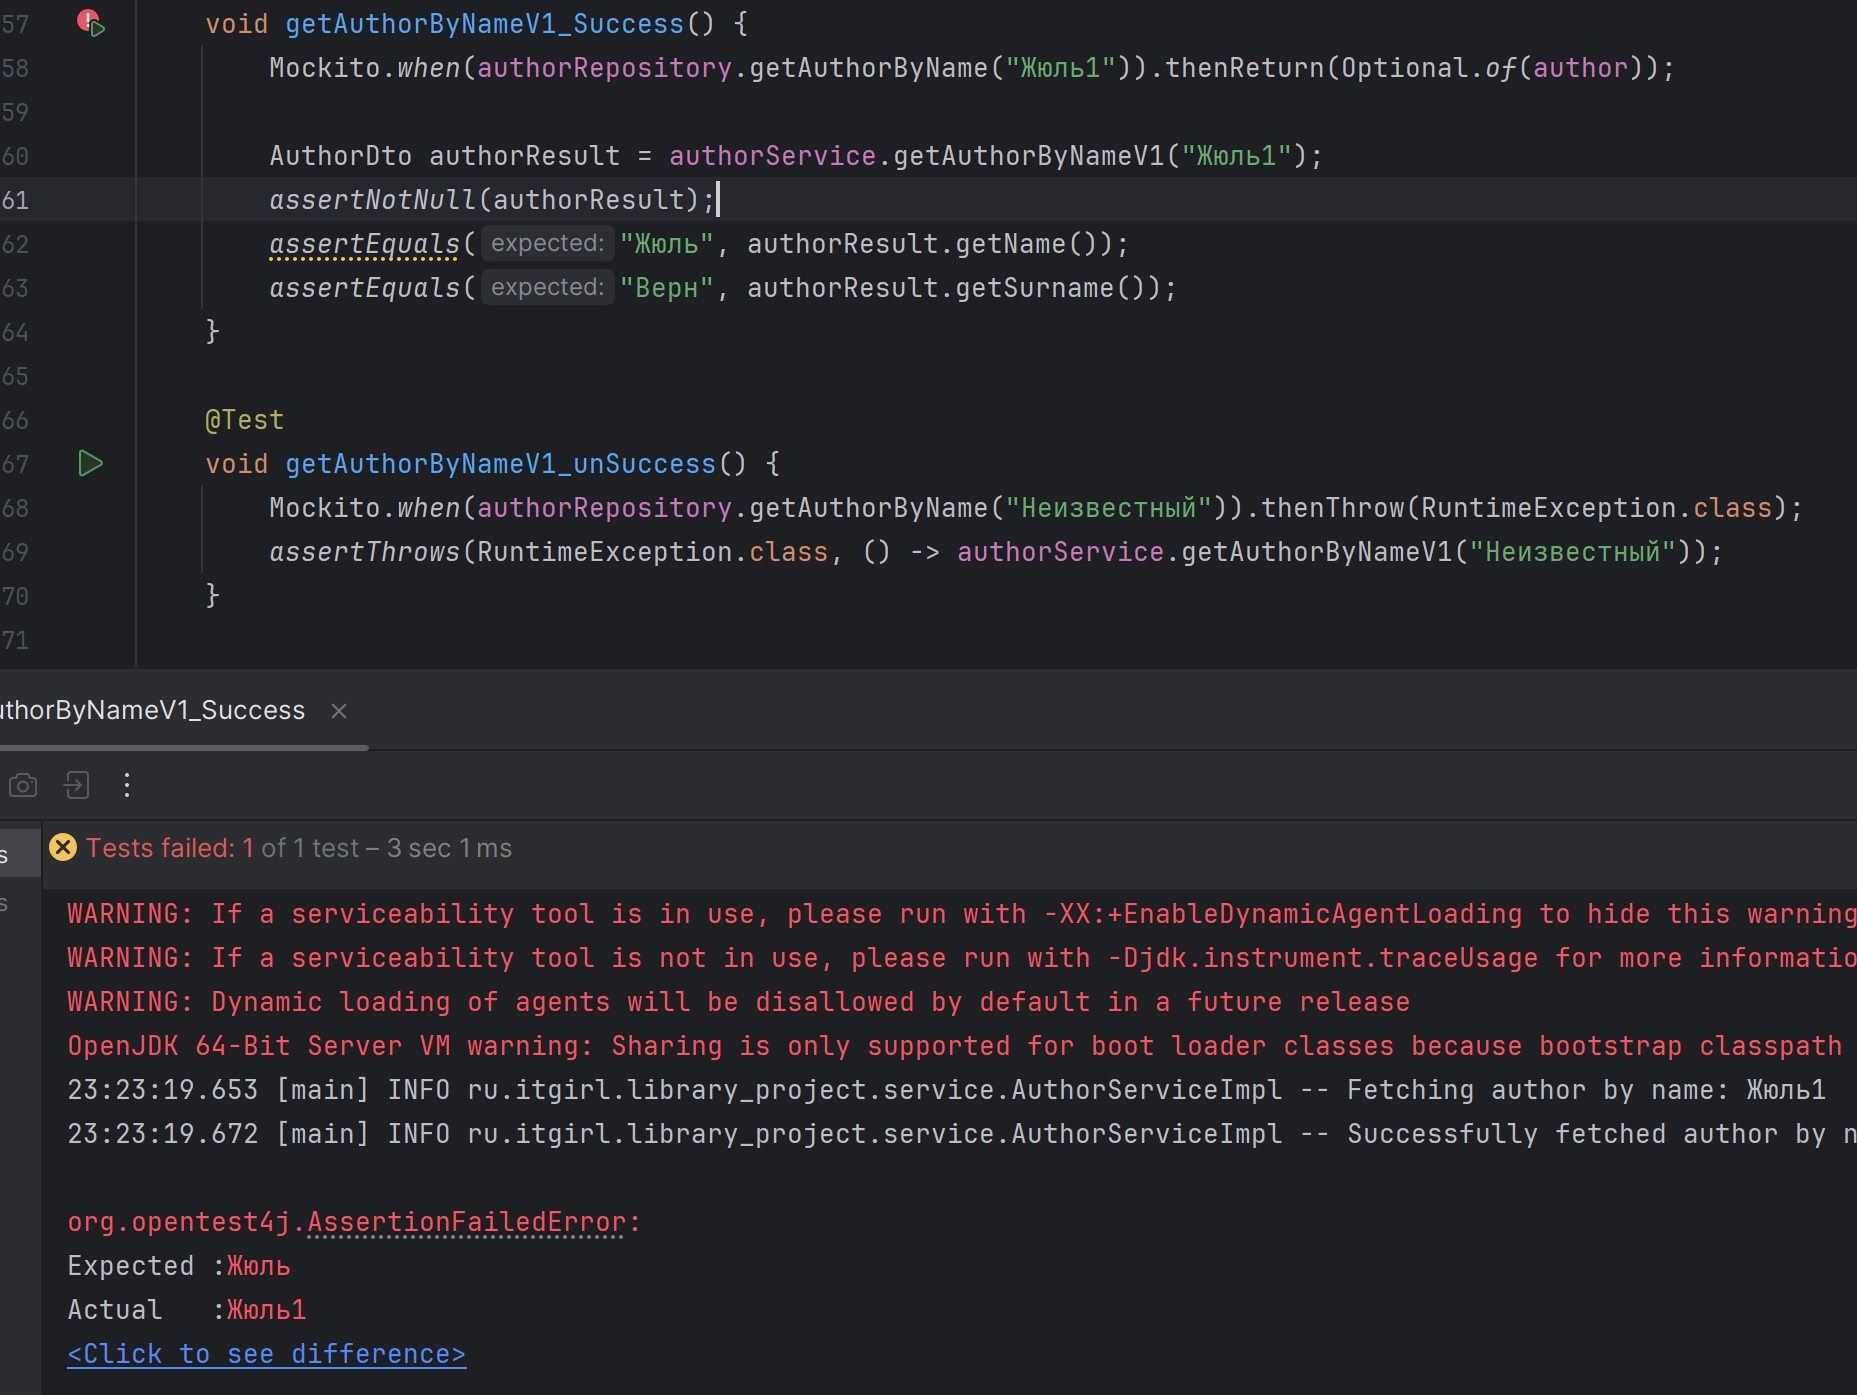 57 void getAuthorByNameV1_Success() {
58 Mockito.when(authorRepository.getAuthorByName("Жюль1")).thenReturn(Optional.of(author));
59
60 AuthorDto authorResult = authorService.getAuthorByNameV1("Жюль1");
61 assertNotNull(authorResult);
62 assertEquals( expected: "Жюль", authorResult.getName());
63 assertEquals( expected: "Верн", authorResult.getSurname());
64 }
65
66 @Test
67 void getAuthorByNameV1_unSuccess() {
68 Mockito.when(authorRepository.getAuthorByName("Неизвестный")).thenThrow(RuntimeException.class);
69 assertThrows(RuntimeException.class, () -> authorService.getAuthorByNameV1("Неизвестный"));
70 }
71
uthorByNameV1_Success
Tests failed: 1 of 1 test – 3 sec 1 ms
WARNING: If a serviceability tool is in use, please run with -XX:+EnableDynamicAgentLoading to hide this warning
WARNING: If a serviceability tool is not in use, please run with -Djdk.instrument.traceUsage for more informatio
WARNING: Dynamic loading of agents will be disallowed by default in a future release
OpenJDK 64-Bit Server VM warning: Sharing is only supported for boot loader classes because bootstrap classpath
23:23:19.653 [main] INFO ru.itgirl.library_project.service.AuthorServiceImpl -- Fetching author by name: Жюль1
23:23:19.672 [main] INFO ru.itgirl.library_project.service.AuthorServiceImpl -- Successfully fetched author by n
org.opentest4j.AssertionFailedError:
Expected :Жюль
Actual   :Жюль1
<Click to see difference>